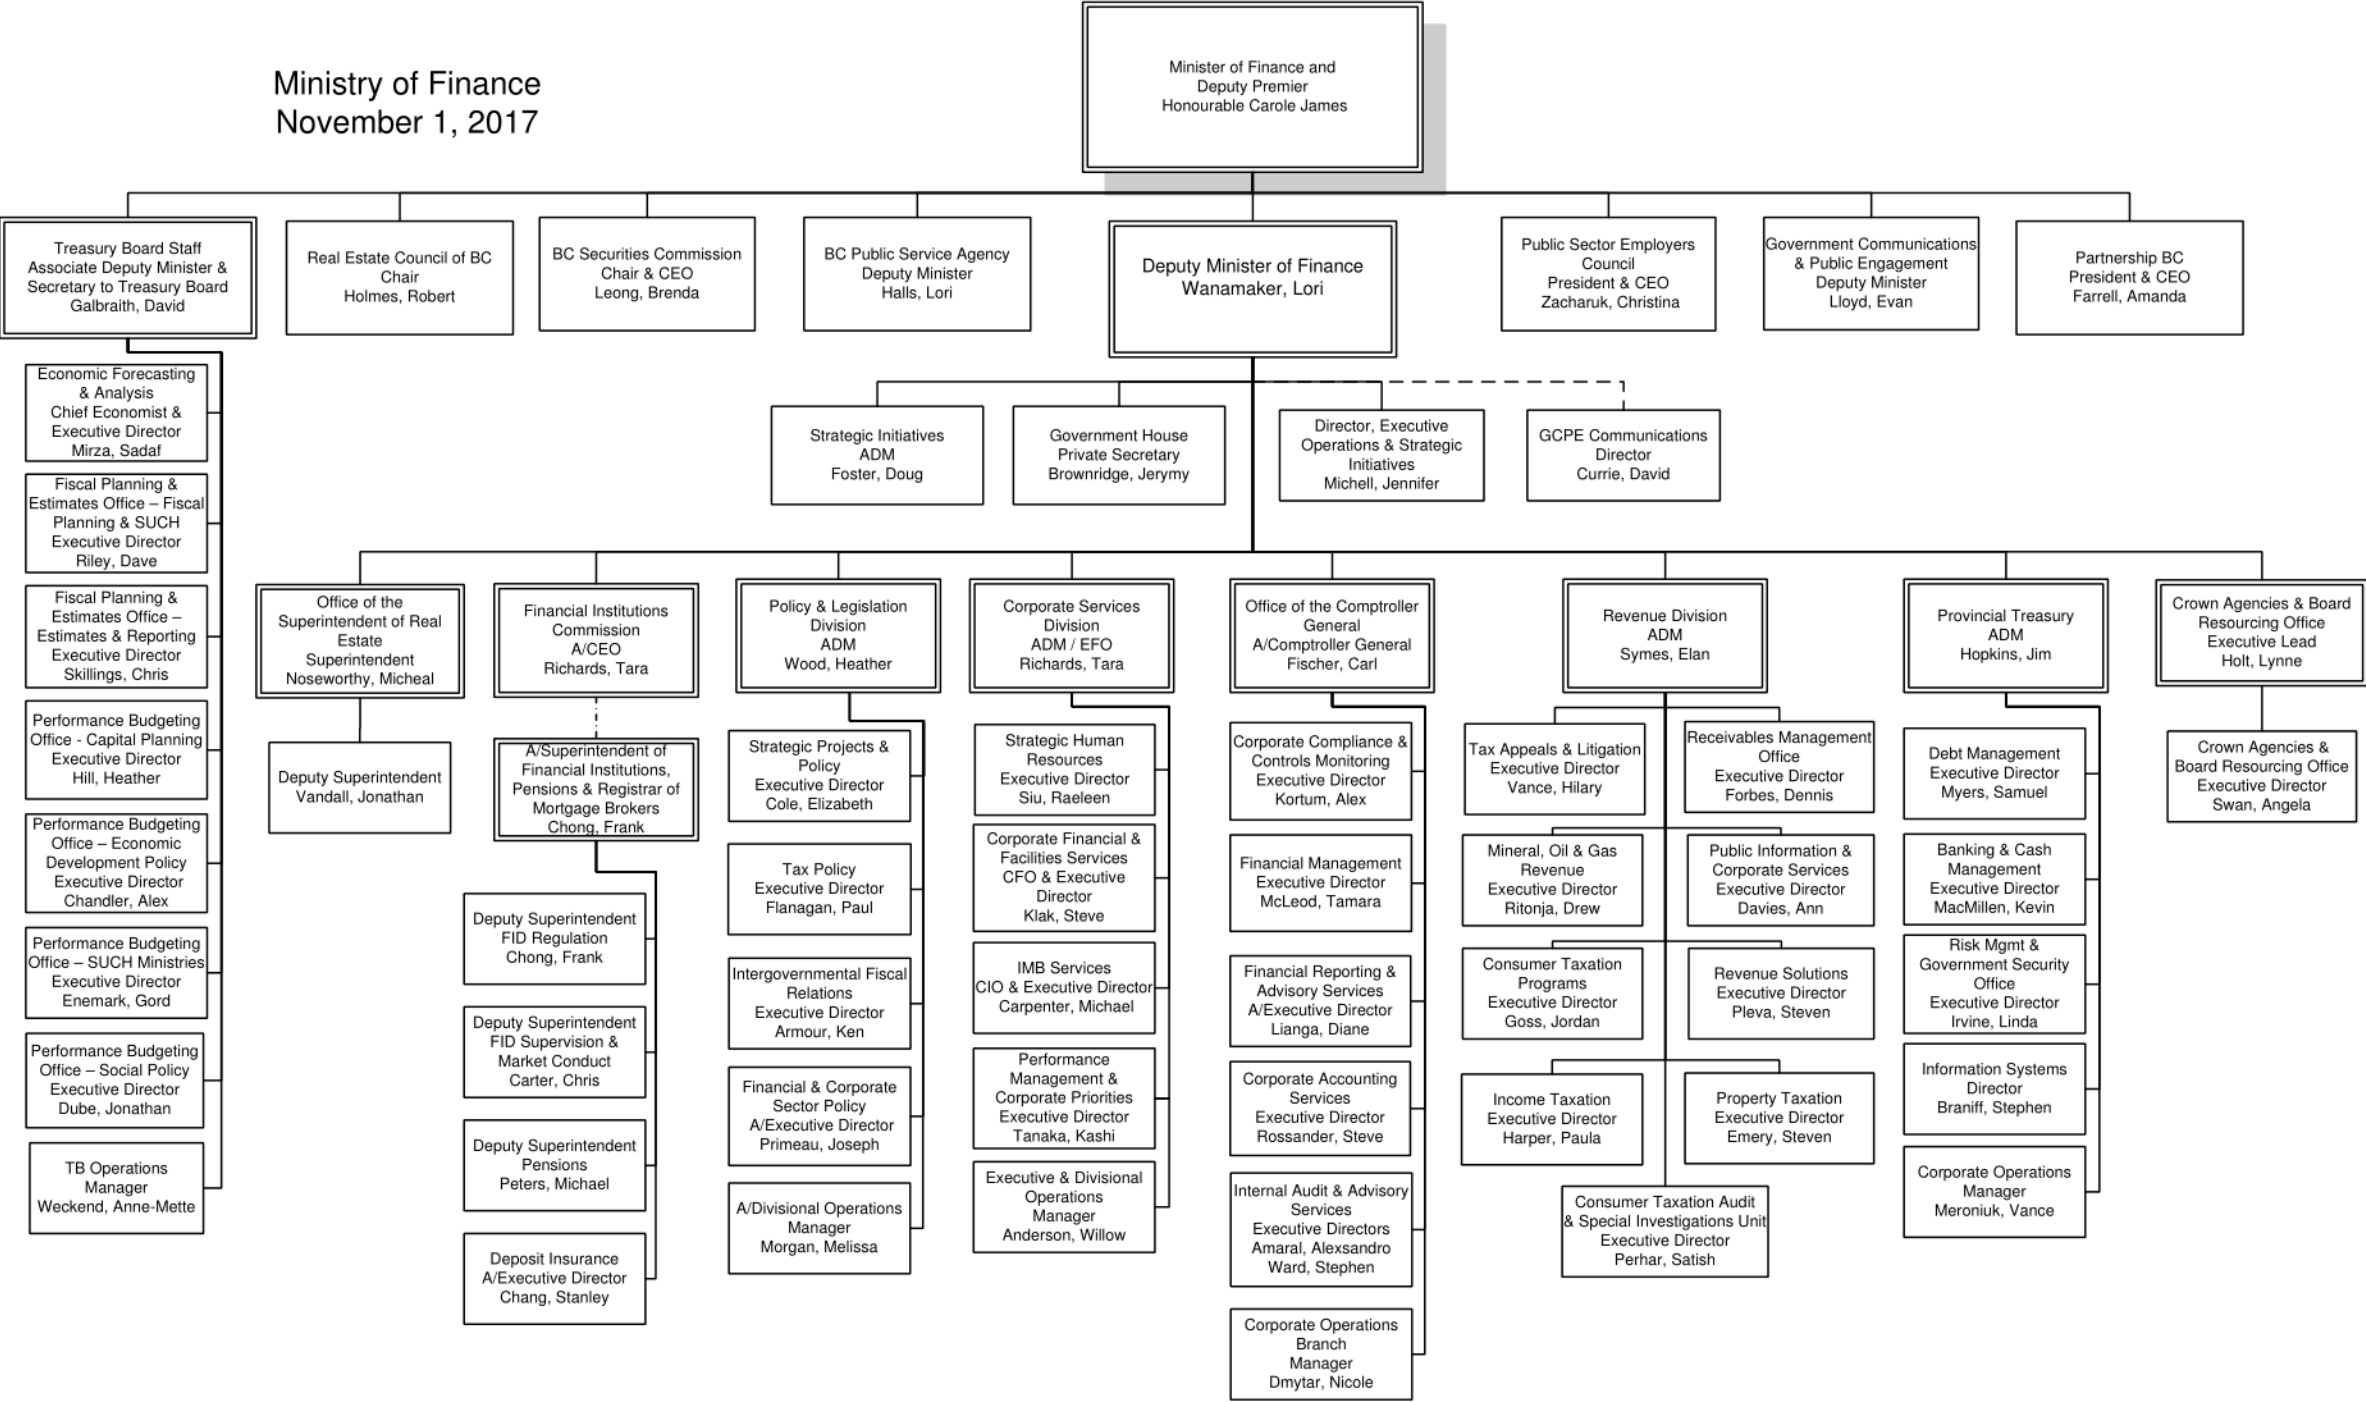 Ministry of Finance
November 1, 2017
Minister of Finance and
Deputy Premier
Honourable Carole James
Treasury Board Staff
Associate Deputy Minister &
Secretary to Treasury Board
Galbraith, David
Real Estate Council of BC
Chair
Holmes, Robert
BC Securities Commission
Chair & CEO
Leong, Brenda
BC Public Service Agency
Deputy Minister
Halls, Lori
Deputy Minister of Finance
Wanamaker, Lori
Public Sector Employers
Council
President & CEO
Zacharuk, Christina
Government Communications
& Public Engagement
Deputy Minister
Lloyd, Evan
Partnership BC
President & CEO
Farrell, Amanda
Economic Forecasting
& Analysis
Chief Economist &
Executive Director
Mirza, Sadaf
Fiscal Planning &
Estimates Office – Fiscal
Planning & SUCH
Executive Director
Riley, Dave
Fiscal Planning &
Estimates Office –
Estimates & Reporting
Executive Director
Skillings, Chris
Performance Budgeting
Office - Capital Planning
Executive Director
Hill, Heather
Performance Budgeting
Office – Economic
Development Policy
Executive Director
Chandler, Alex
Performance Budgeting
Office – SUCH Ministries
Executive Director
Enemark, Gord
Performance Budgeting
Office – Social Policy
Executive Director
Dube, Jonathan
TB Operations
Manager
Weckend, Anne-Mette
Strategic Initiatives
ADM
Foster, Doug
Government House
Private Secretary
Brownridge, Jerymy
Director, Executive
Operations & Strategic
Initiatives
Michell, Jennifer
GCPE Communications
Director
Currie, David
Office of the
Superintendent of Real
Estate
Superintendent
Noseworthy, Micheal
Deputy Superintendent
Vandall, Jonathan
Financial Institutions
Commission
A/CEO
Richards, Tara
A/Superintendent of
Financial Institutions,
Pensions & Registrar of
Mortgage Brokers
Chong, Frank
Deputy Superintendent
FID Regulation
Chong, Frank
Deputy Superintendent
FID Supervision &
Market Conduct
Carter, Chris
Deputy Superintendent
Pensions
Peters, Michael
Deposit Insurance
A/Executive Director
Chang, Stanley
Policy & Legislation
Division
ADM
Wood, Heather
Strategic Projects &
Policy
Executive Director
Cole, Elizabeth
Tax Policy
Executive Director
Flanagan, Paul
Intergovernmental Fiscal
Relations
Executive Director
Armour, Ken
Financial & Corporate
Sector Policy
A/Executive Director
Primeau, Joseph
A/Divisional Operations
Manager
Morgan, Melissa
Corporate Services
Division
ADM / EFO
Richards, Tara
Strategic Human
Resources
Executive Director
Siu, Raeleen
Corporate Financial &
Facilities Services
CFO & Executive
Director
Klak, Steve
IMB Services
CIO & Executive Director
Carpenter, Michael
Performance
Management &
Corporate Priorities
Executive Director
Tanaka, Kashi
Executive & Divisional
Operations
Manager
Anderson, Willow
Office of the Comptroller
General
A/Comptroller General
Fischer, Carl
Corporate Compliance &
Controls Monitoring
Executive Director
Kortum, Alex
Financial Management
Executive Director
McLeod, Tamara
Financial Reporting &
Advisory Services
A/Executive Director
Lianga, Diane
Corporate Accounting
Services
Executive Director
Rossander, Steve
Internal Audit & Advisory
Services
Executive Directors
Amaral, Alexsandro
Ward, Stephen
Corporate Operations
Branch
Manager
Dmytar, Nicole
Revenue Division
ADM
Symes, Elan
Tax Appeals & Litigation
Executive Director
Vance, Hilary
Receivables Management
Office
Executive Director
Forbes, Dennis
Mineral, Oil & Gas
Revenue
Executive Director
Ritonja, Drew
Public Information &
Corporate Services
Executive Director
Davies, Ann
Consumer Taxation
Programs
Executive Director
Goss, Jordan
Revenue Solutions
Executive Director
Pleva, Steven
Income Taxation
Executive Director
Harper, Paula
Property Taxation
Executive Director
Emery, Steven
Consumer Taxation Audit
& Special Investigations Unit
Executive Director
Perhar, Satish
Provincial Treasury
ADM
Hopkins, Jim
Debt Management
Executive Director
Myers, Samuel
Banking & Cash
Management
Executive Director
MacMillen, Kevin
Risk Mgmt &
Government Security
Office
Executive Director
Irvine, Linda
Information Systems
Director
Braniff, Stephen
Corporate Operations
Manager
Meroniuk, Vance
Crown Agencies & Board
Resourcing Office
Executive Lead
Holt, Lynne
Crown Agencies &
Board Resourcing Office
Executive Director
Swan, Angela